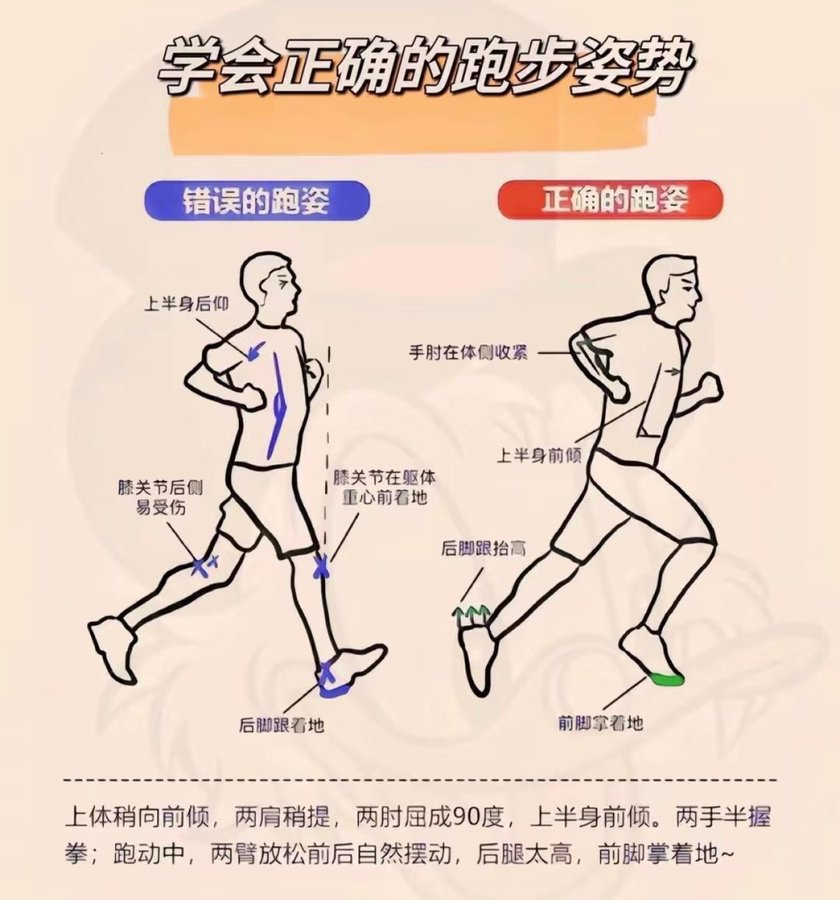 学会正确的跑步姿势
错误的跑姿
正确的跑姿
上半身后仰
手肘在体侧收紧
上半身前倾
膝关节后侧
易受伤
膝关节在躯体
重心前着地
后脚跟抬高
后脚跟着地
前脚掌着地
上体稍向前倾，两肩稍提，两肘屈成90度，上半身前倾。两手半握
拳；跑动中，两臂放松前后自然摆动，后腿太高，前脚掌着地~